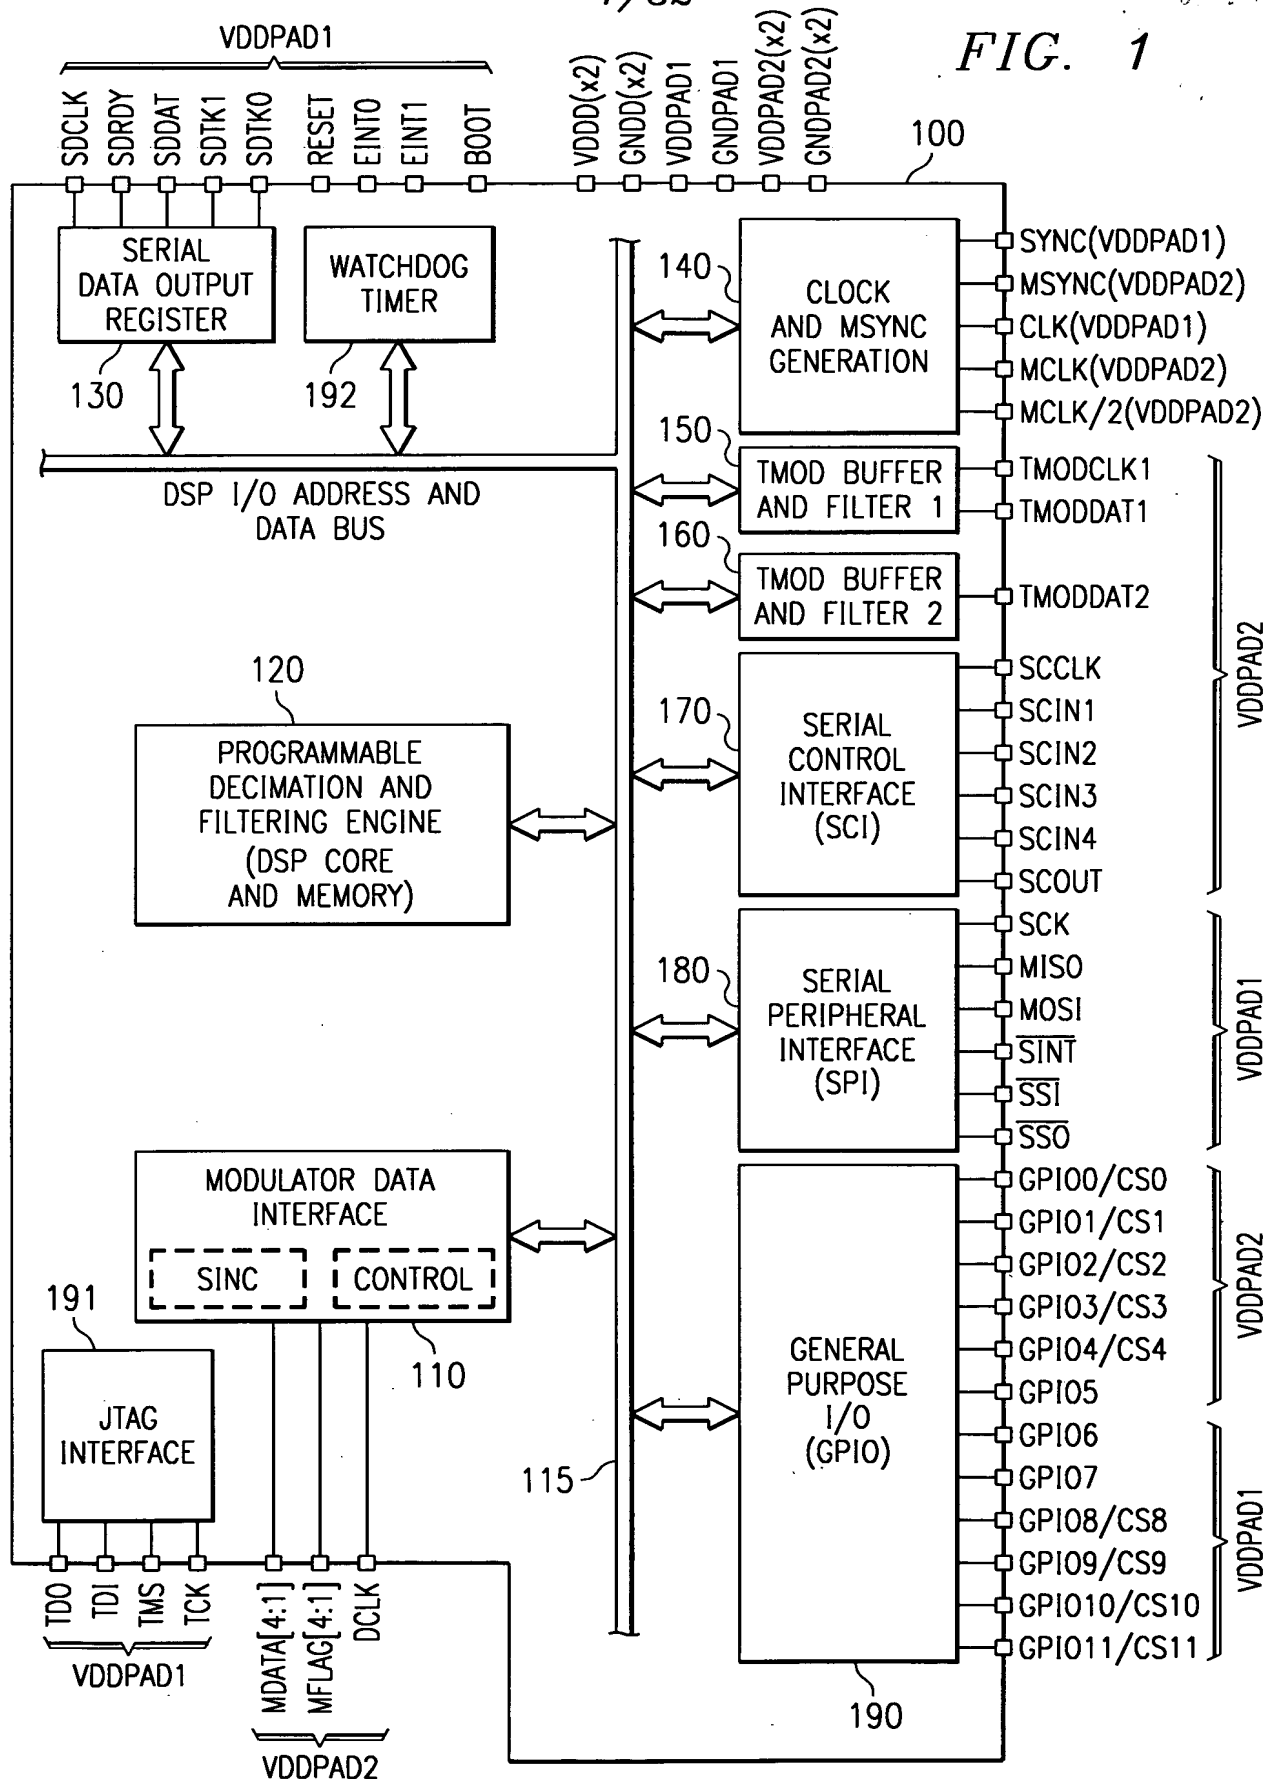 FIG. 1
VDDPAD1
SDCLK
SDRDY
SDDAT
SDTK1
SDTKO
RESET
EINT0
EINT1
BOOT
VDDD(x2)
GNDD(x2)
VDDPAD1
GNDPAD1
VDDPAD2(x2)
GNDPAD2(x2)
100
SERIAL
DATA OUTPUT
REGISTER
130
WATCHDOG
TIMER
192
DSP I/O ADDRESS AND
DATA BUS
140
CLOCK
AND MSYNC
GENERATION
SYNC(VDDPAD1)
MSYNC(VDDPAD2)
CLK(VDDPAD1)
MCLK(VDDPAD2)
MCLK/2(VDDPAD2)
150
TMOD BUFFER
AND FILTER 1
TMODCLK1
TMODDAT1
160
TMOD BUFFER
AND FILTER 2
TMODDAT2
120
PROGRAMMABLE
DECIMATION AND
FILTERING ENGINE
(DSP CORE
AND MEMORY)
170
SERIAL
CONTROL
INTERFACE
(SCI)
SCCLK
SCIN1
SCIN2
SCIN3
SCIN4
SCOUT
VDDPAD2
180
SERIAL
PERIPHERAL
INTERFACE
(SPI)
SCK
MISO
MOSI
SINT
SSI
SSO
VDDPAD1
MODULATOR DATA
INTERFACE
SINC
CONTROL
110
191
JTAG
INTERFACE
115
GENERAL
PURPOSE
I/O
(GPIO)
190
GPIO0/CS0
GPIO1/CS1
GPIO2/CS2
GPIO3/CS3
GPIO4/CS4
GPIO5
VDDPAD2
GPIO6
GPIO7
GPIO8/CS8
GPIO9/CS9
GPIO10/CS10
GPIO11/CS11
VDDPAD1
TDO
TDI
TMS
TCK
VDDPAD1
MDATA[4:1]
MFLAG[4:1]
DCLK
VDDPAD2